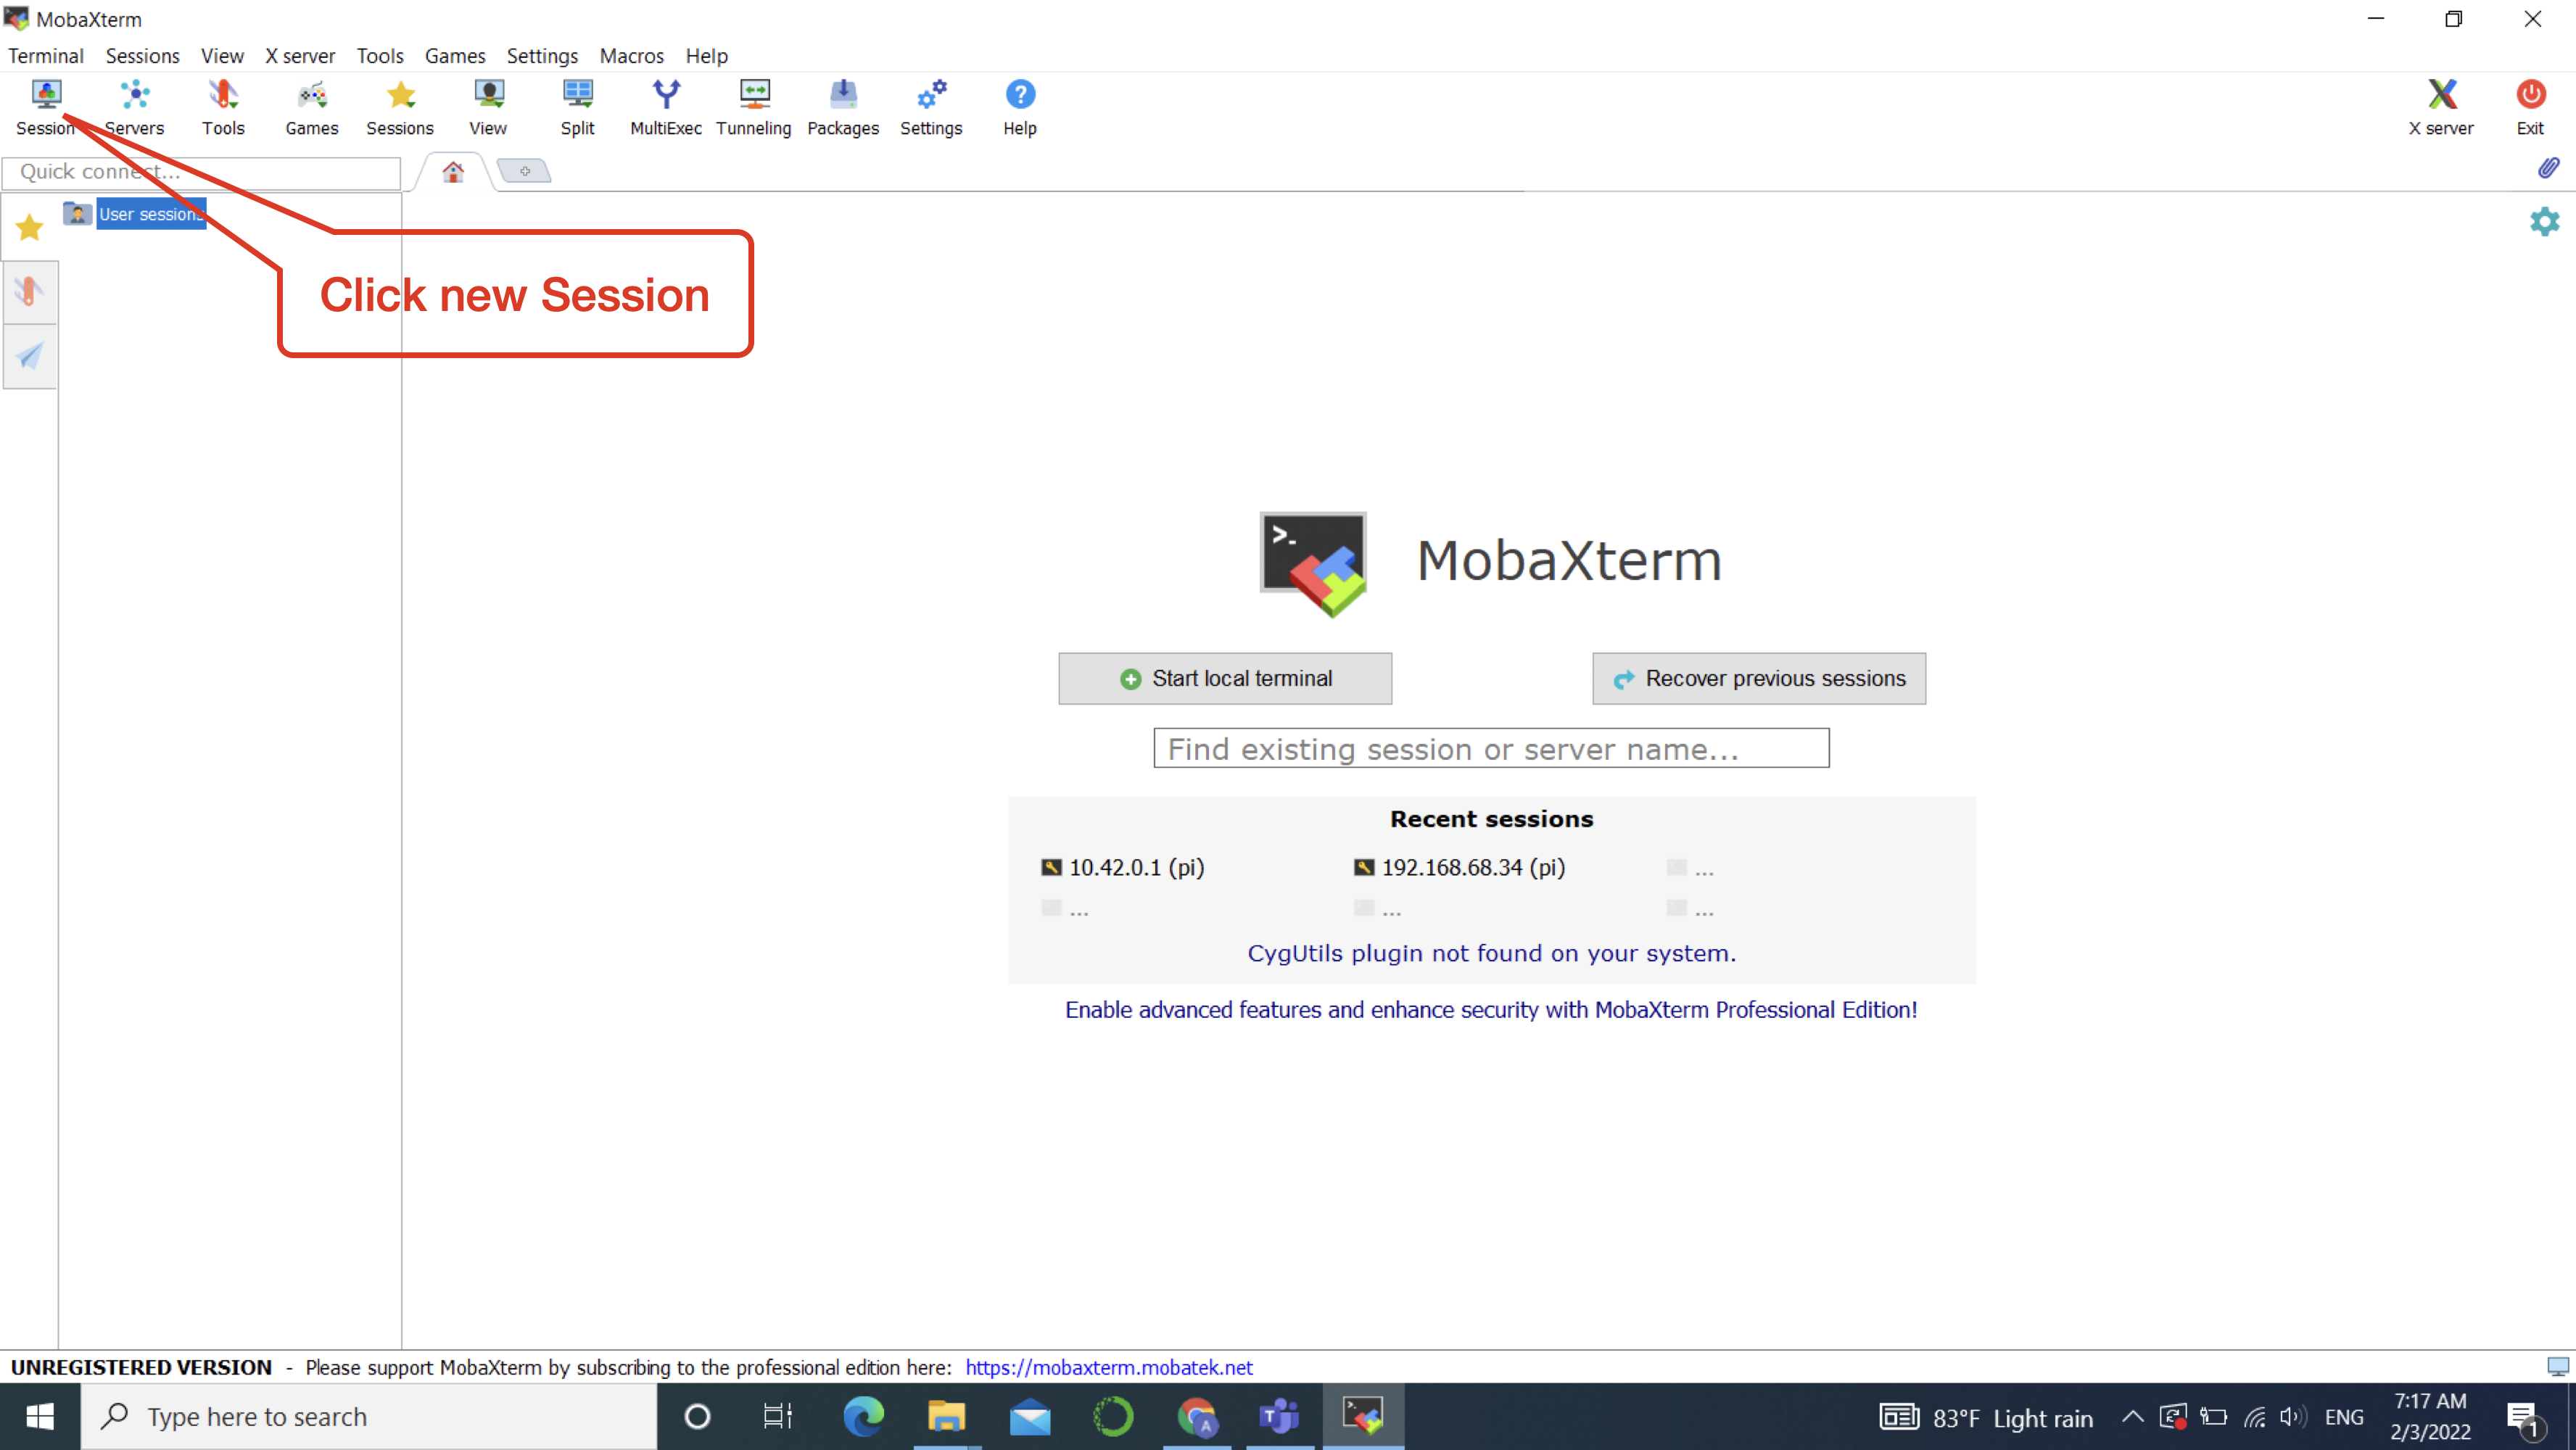 MobaXterm
Terminal Sessions View X server Tools Games Settings Macros Help
Session Servers Tools Games Sessions View Split MultiExec Tunneling Packages Settings Help X server Exit
Quick connect...
User sessions
Click new Session
>_
MobaXterm
Start local terminal
Recover previous sessions
Find existing session or server name...
Recent sessions
10.42.0.1 (pi) 192.168.68.34 (pi) ...
... ... ...
CygUtils plugin not found on your system.
Enable advanced features and enhance security with MobaXterm Professional Edition!
UNREGISTERED VERSION - Please support MobaXterm by subscribing to the professional edition here: https://mobaxterm.mobatek.net
Type here to search
83°F Light rain
ENG
7:17 AM
2/3/2022
1